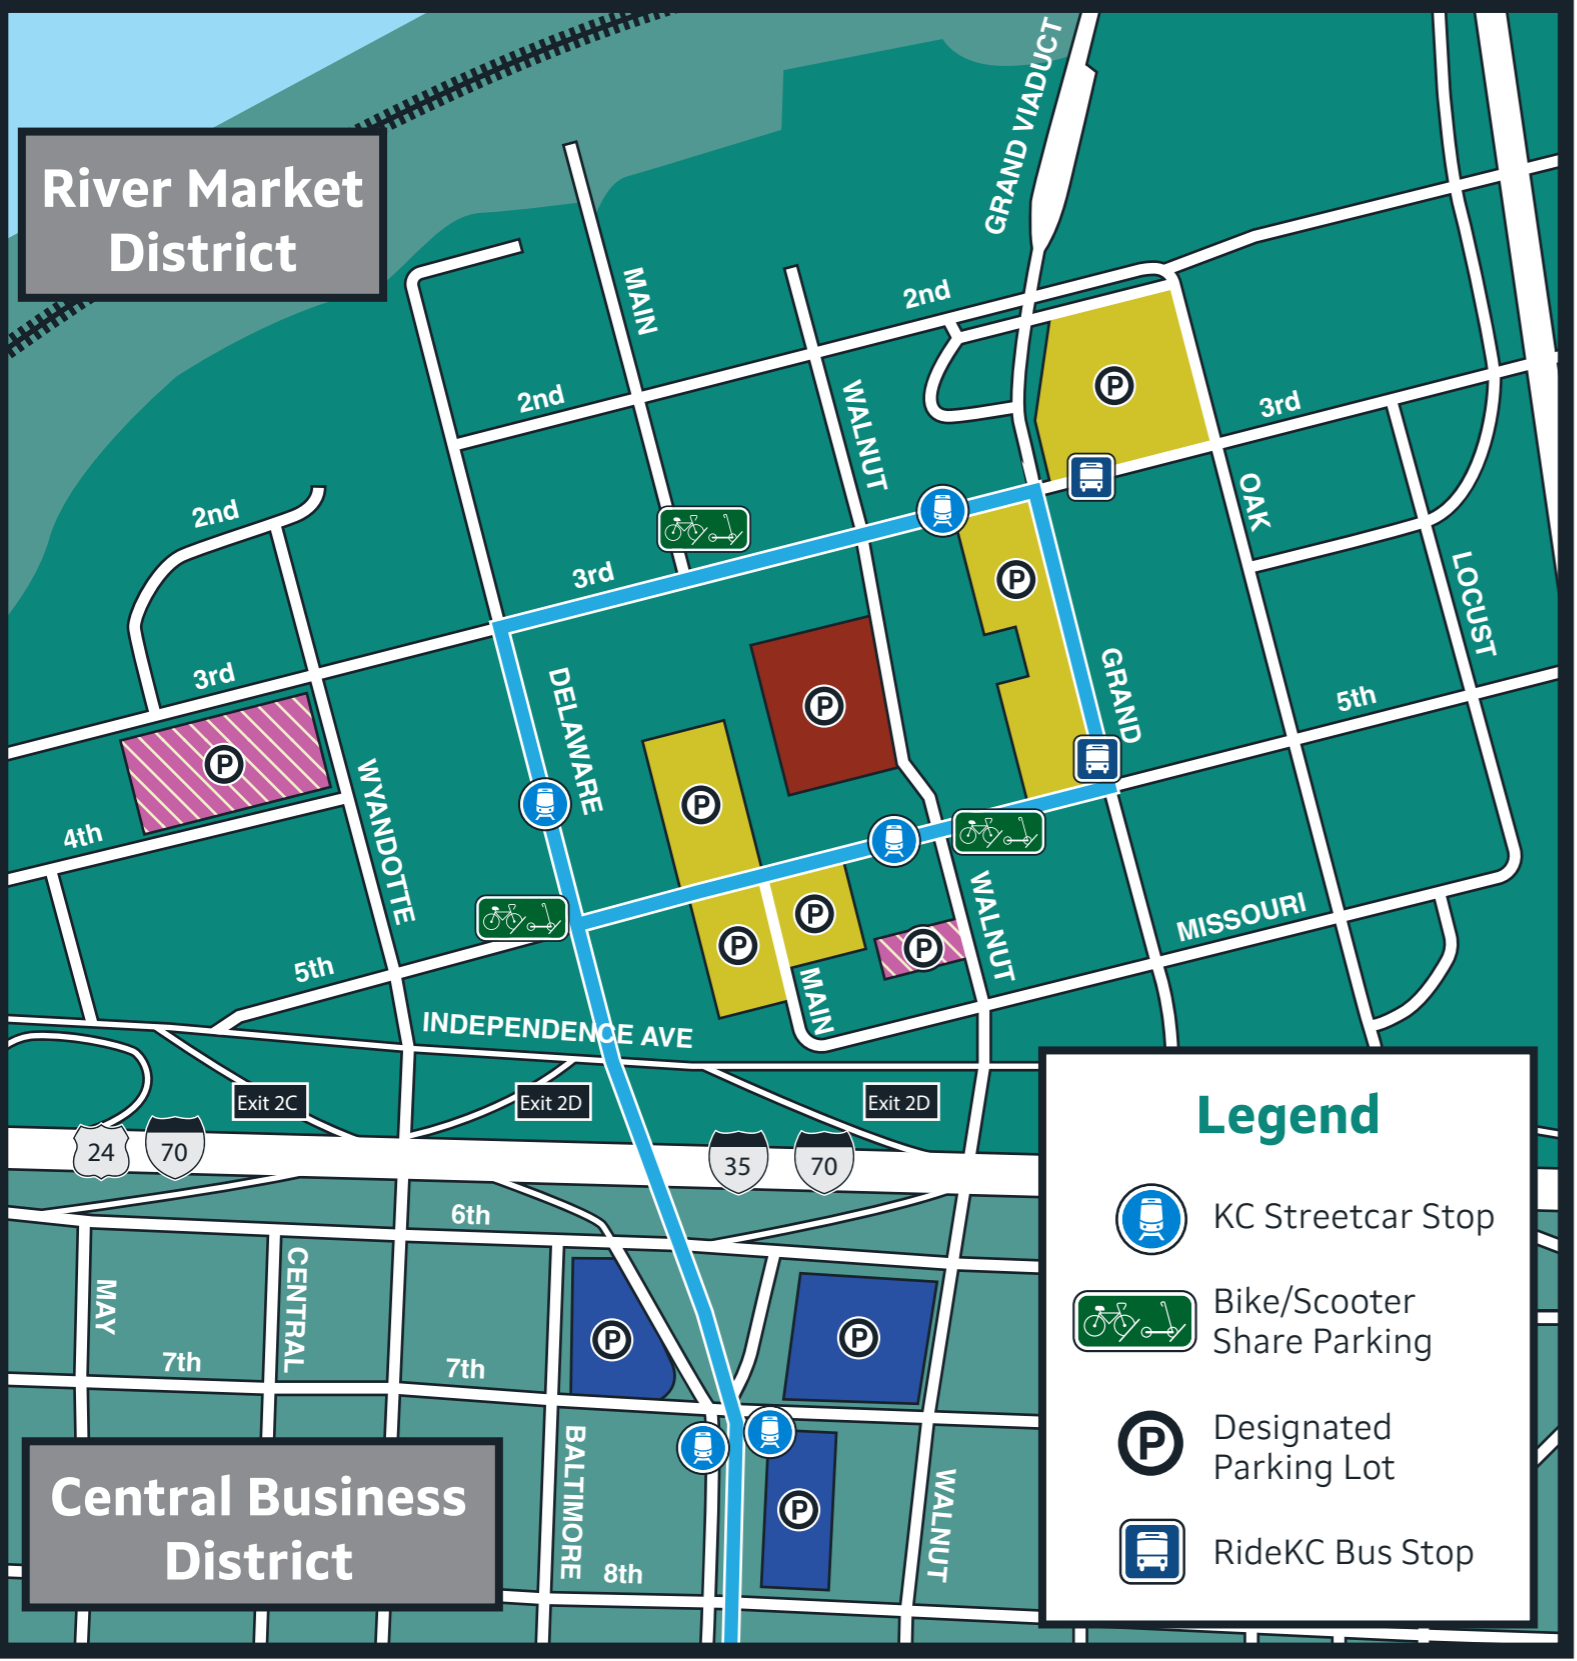 GRAND VIADUCT
River Market
District
MAIN
2nd
2nd
WALNUT
3rd
2nd
OAK
3rd
LOCUST
3rd
P
P
P
P
P
P
P
P
DELAWARE
GRAND
5th
WYANDOTTE
4th
WALNUT
MISSOURI
5th
MAIN
INDEPENDENCE AVE
Exit 2C
Exit 2D
Exit 2D
24
70
35
70
6th
MAY
CENTRAL
7th
7th
P
P
BALTIMORE
WALNUT
P
8th
Central Business
District
Legend
KC Streetcar Stop
Bike/Scooter
Share Parking
P
Designated
Parking Lot
RideKC Bus Stop